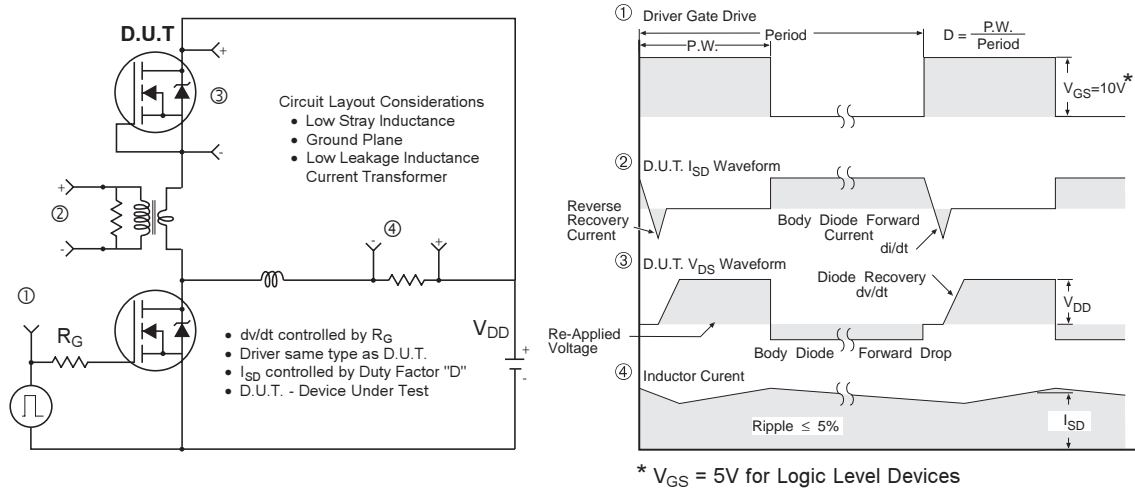 D.U.T
+
③
-
Circuit Layout Considerations
• Low Stray Inductance
• Ground Plane
• Low Leakage Inductance
Current Transformer
+
②
-
④
- +
①
R_G
V_DD
+
-
• dv/dt controlled by R_G
• Driver same type as D.U.T.
• I_SD controlled by Duty Factor "D"
• D.U.T. - Device Under Test
① Driver Gate Drive
P.W.
Period
D = P.W. / Period
V_GS=10V*
② D.U.T. I_SD Waveform
Reverse
Recovery
Current
Body Diode Forward
Current
di/dt
③ D.U.T. V_DS Waveform
Diode Recovery
dv/dt
V_DD
Re-Applied
Voltage
Body Diode Forward Drop
④ Inductor Curent
Ripple ≤ 5%
I_SD
* V_GS = 5V for Logic Level Devices